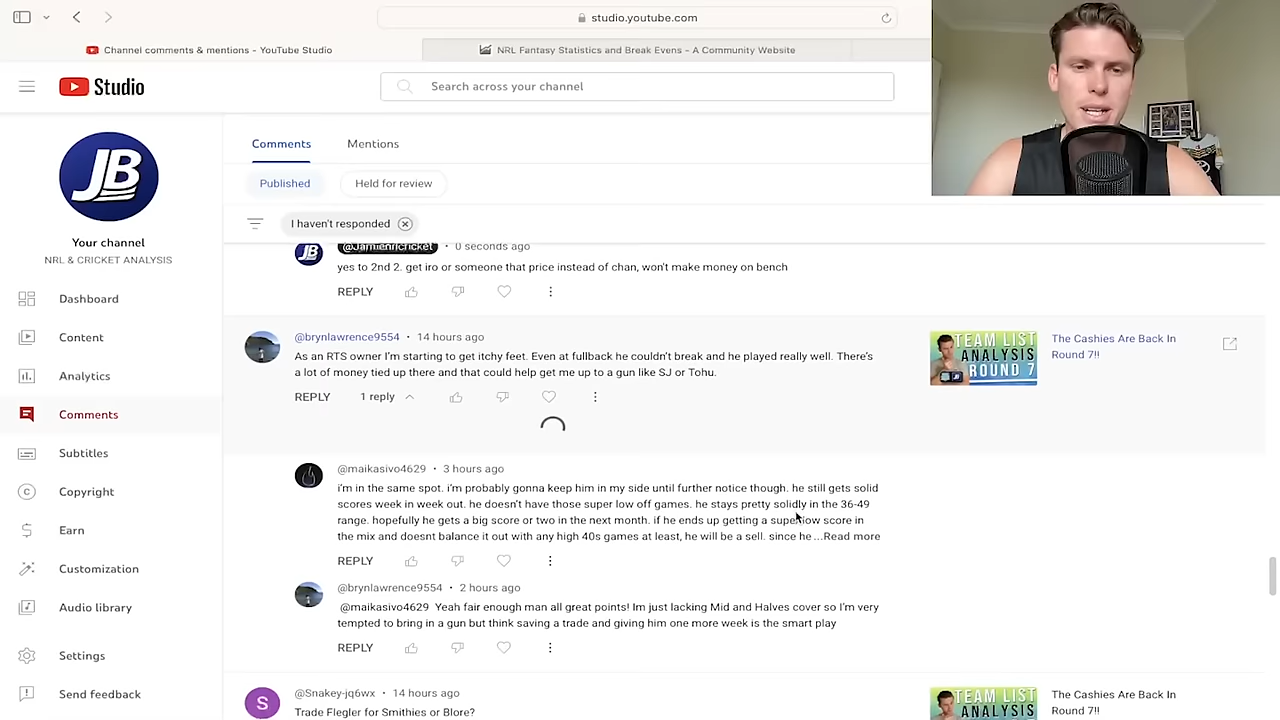 studio.youtube.com
Channel comments & mentions - YouTube Studio
NRL Fantasy Statistics and Break Evens - A Community Website
Studio
Search across your channel
JB
Your channel
NRL & CRICKET ANALYSIS
Dashboard
Content
Analytics
Comments
Subtitles
Copyright
Earn
Customization
Audio library
Settings
Send feedback
Comments
Mentions
Published
Held for review
I haven't responded
JB
@Jamienrlcricket • 0 seconds ago
yes to 2nd 2. get iro or someone that price instead of chan, won't make money on bench
REPLY
@brynlawrence9554 • 14 hours ago
As an RTS owner I'm starting to get itchy feet. Even at fullback he couldn't break and he played really well. There's
a lot of money tied up there and that could help get me up to a gun like SJ or Tohu.
REPLY 1 reply
TEAM LIST
ANALYSIS
ROUND 7
JB
The Cashies Are Back In
Round 7!!
@maikasivo4629 • 3 hours ago
i'm in the same spot. i'm probably gonna keep him in my side until further notice though. he still gets solid
scores week in week out. he doesn't have those super low off games. he stays pretty solidly in the 36-49
range. hopefully he gets a big score or two in the next month. if he ends up getting a superlow score in
the mix and doesnt balance it out with any high 40s games at least, he will be a sell. since he ...Read more
REPLY
@brynlawrence9554 • 2 hours ago
@maikasivo4629 Yeah fair enough man all great points! Im just lacking Mid and Halves cover so I'm very
tempted to bring in a gun but think saving a trade and giving him one more week is the smart play
REPLY
S
@Snakey-jq6wx • 14 hours ago
Trade Flegler for Smithies or Blore?
TEAM LIST
ANALYSIS
The Cashies Are Back In
Round 7!!